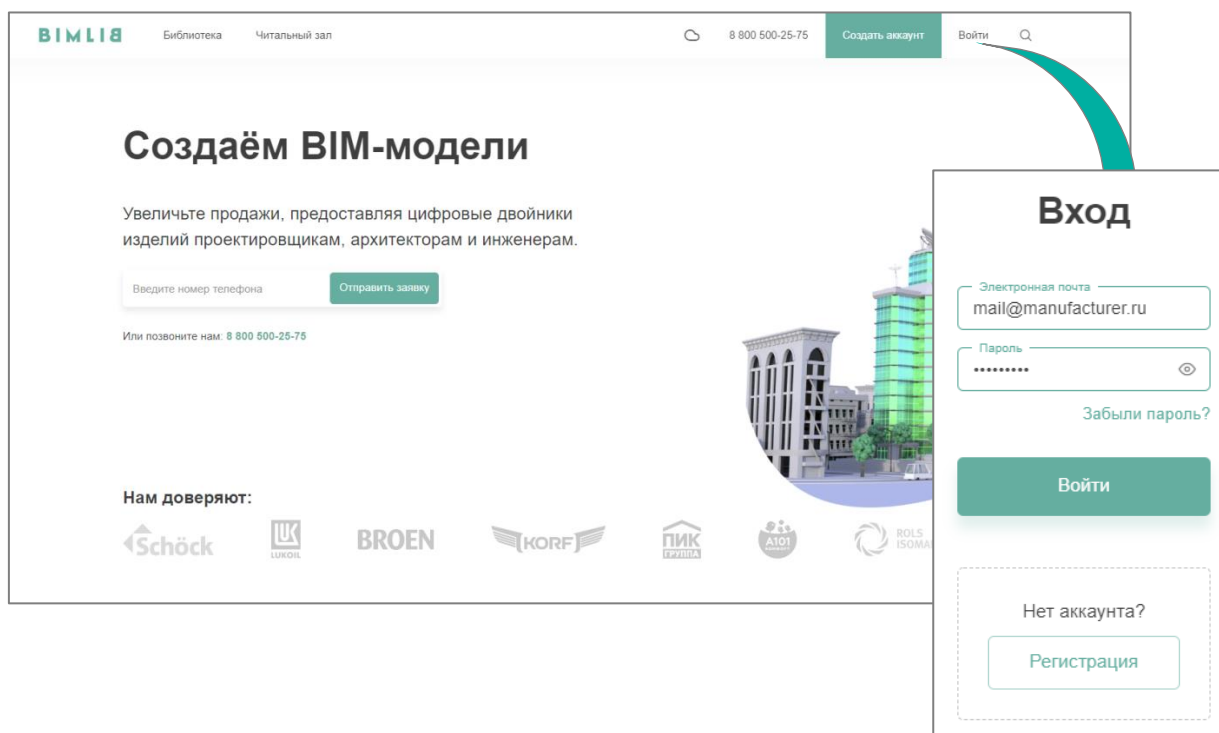 BIMLIB
Библиотека
Читальный зал
8 800 500-25-75
Создать аккаунт
Войти
Создаём BIM-модели
Увеличьте продажи, предоставляя цифровые двойники
изделий проектировщикам, архитекторам и инженерам.
Введите номер телефона
Отправить заявку
Или позвоните нам: 8 800 500-25-75
Нам доверяют:
Schöck
LUK
LUKOIL
BROEN
KORF
ПИК
ГРУППА
А101
ROLS
Вход
Электронная почта
mail@manufacturer.ru
Пароль
•••••••••
Забыли пароль?
Войти
Нет аккаунта?
Регистрация